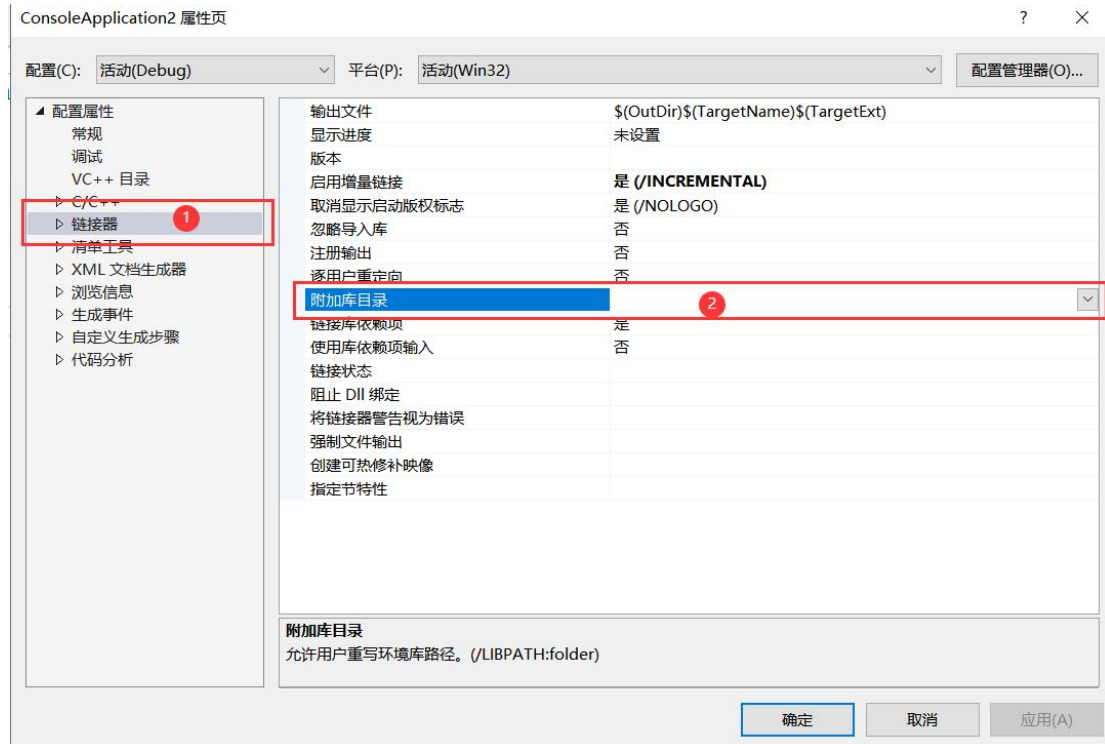 ConsoleApplication2 属性页
? ×
配置(C): 活动(Debug) 平台(P): 活动(Win32) 配置管理器(O)...
配置属性
常规
调试
VC++ 目录
C/C++
链接器 1
清单工具
XML 文档生成器
浏览信息
生成事件
自定义生成步骤
代码分析
输出文件 $(OutDir)$(TargetName)$(TargetExt)
显示进度 未设置
版本
启用增量链接 是 (/INCREMENTAL)
取消显示启动版权标志 是 (/NOLOGO)
忽略导入库 否
注册输出 否
逐用户重定向 否
附加库目录 2
链接库依赖项 是
使用库依赖项输入 否
链接状态
阻止 Dll 绑定
将链接器警告视为错误
强制文件输出
创建可热修补映像
指定节特性
附加库目录
允许用户重写环境库路径。(/LIBPATH:folder)
确定 取消 应用(A)